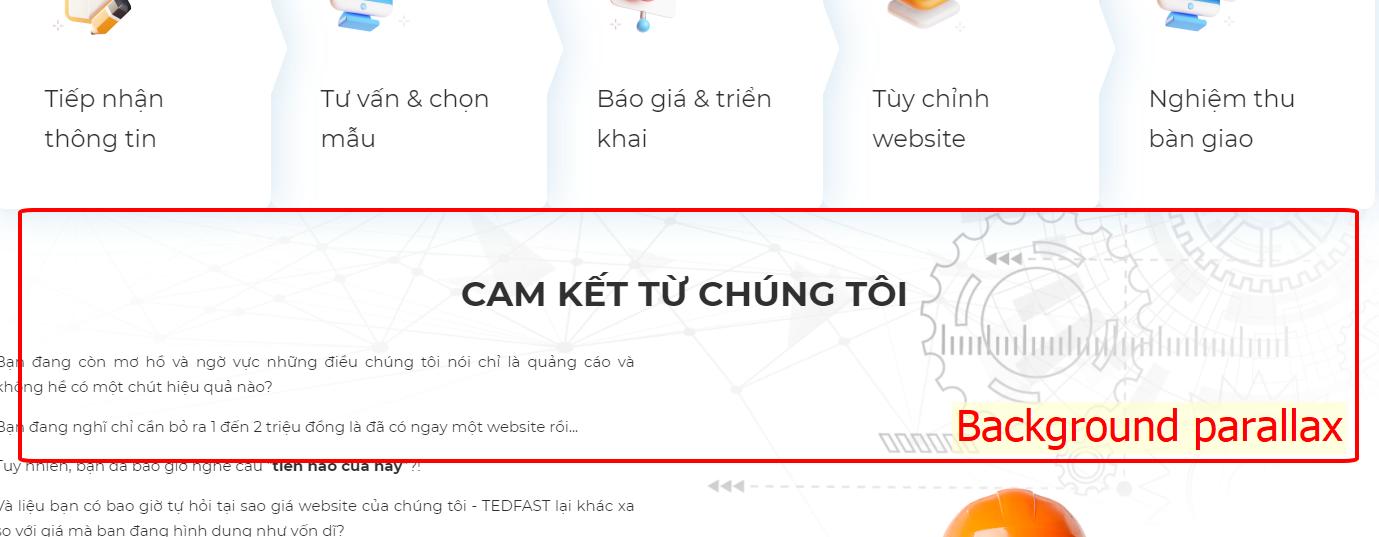 Tiếp nhận
thông tin
Tư vấn & chọn
mẫu
Báo giá & triển
khai
Tùy chỉnh
website
Nghiệm thu
bàn giao
CAM KẾT TỪ CHÚNG TÔI
Bạn đang còn mơ hồ và ngờ vực những điều chúng tôi nói chỉ là quảng cáo và
không hề có một chút hiệu quả nào?
Bạn đang nghĩ chỉ cần bỏ ra 1 đến 2 triệu đồng là đã có ngay một website rồi...
Background parallax
Tuy nhiên, bạn đã bao giờ nghe câu "tiền nào của nấy"?!
Và liệu bạn có bao giờ tự hỏi tại sao giá website của chúng tôi - TEDFAST lại khác xa
so với giá mà bạn đang hình dung như vốn dĩ?